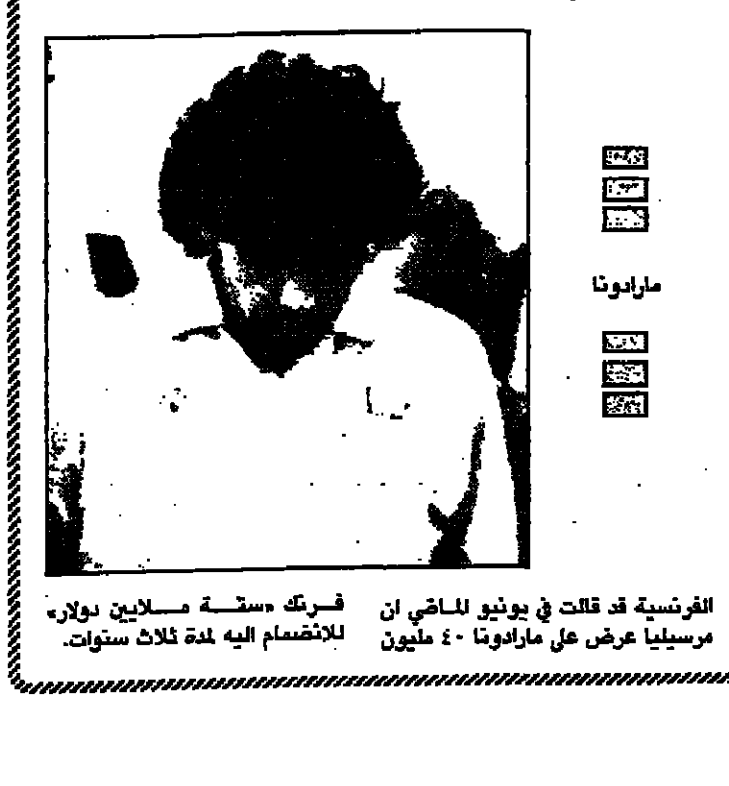 مارادونا
الفرنسية قد قالت في يونيو الماضي ان
مرسيليا عرض على مارادونا ٤٠ مليون
فرنك «ستة ملايين دولار»
للانضمام اليه لمدة ثلاث سنوات.